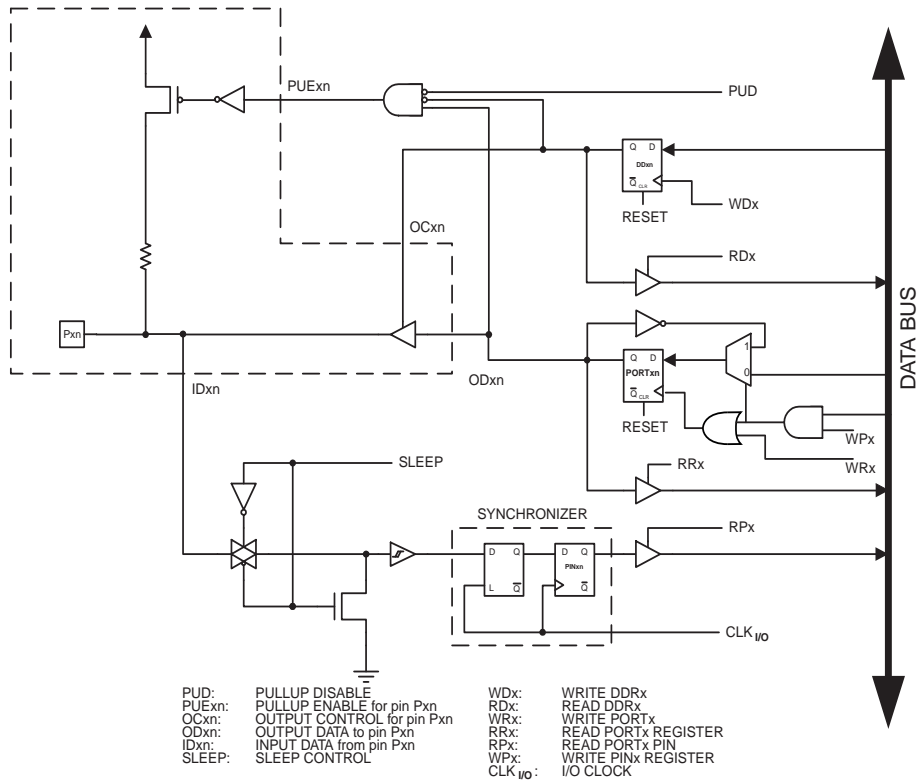 PUExn
PUD
Q D
DDxn
Q CLR
RESET
WDx
OCxn
RDx
Pxn
ODxn
IDxn
1
0
Q D
PORTxn
Q CLR
RESET
WPx
WRx
RRx
SLEEP
SYNCHRONIZER
D Q
L Q
D Q
PINxn
Q
RPx
CLK I/O
DATA BUS
PUD: PULLUP DISABLE
PUExn: PULLUP ENABLE for pin Pxn
OCxn: OUTPUT CONTROL for pin Pxn
ODxn: OUTPUT DATA to pin Pxn
IDxn: INPUT DATA from pin Pxn
SLEEP: SLEEP CONTROL
WDx: WRITE DDRx
RDx: READ DDRx
WRx: WRITE PORTx
RRx: READ PORTx REGISTER
RPx: READ PORTx PIN
WPx: WRITE PINx REGISTER
CLK I/O: I/O CLOCK